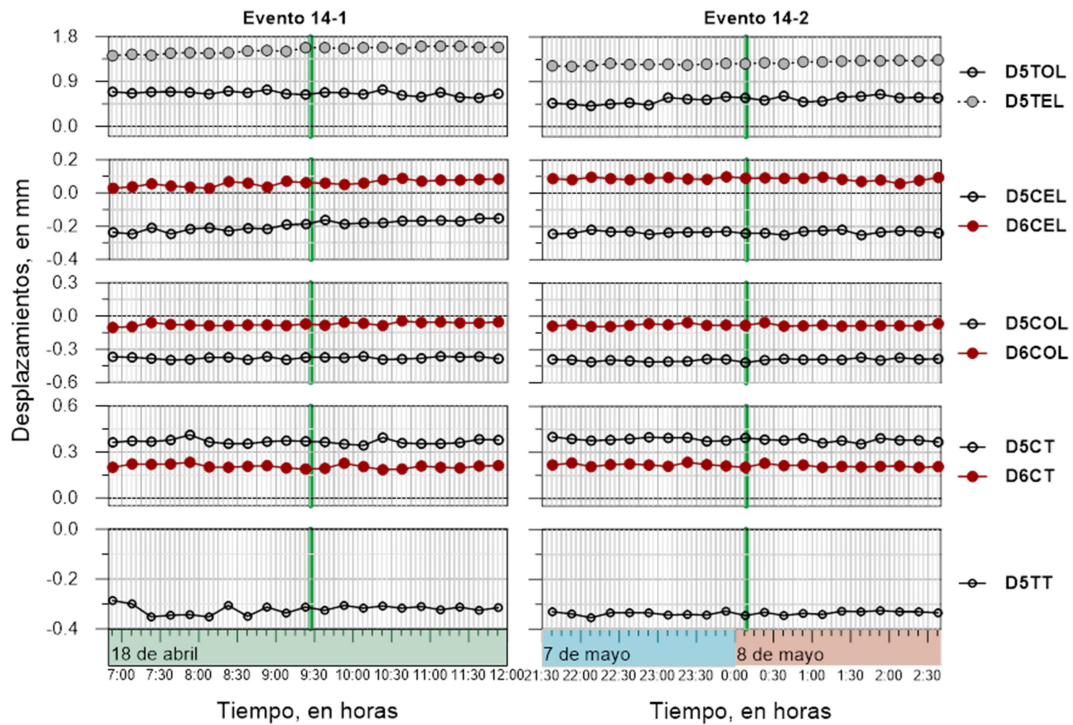 Evento 14-1
Evento 14-2
Desplazamientos, en mm
1.8
0.9
0.0
D5TOL
D5TEL
0.2
0.0
-0.2
-0.4
D5CEL
D6CEL
0.3
0.0
-0.3
-0.6
D5COL
D6COL
0.6
0.3
0.0
D5CT
D6CT
0.0
-0.2
-0.4
D5TT
18 de abril
7 de mayo
8 de mayo
7:00 7:30 8:00 8:30 9:00 9:30 10:00 10:30 11:00 11:30 12:00
21:30 22:00 22:30 23:00 23:30 0:00 0:30 1:00 1:30 2:00 2:30
Tiempo, en horas
Tiempo, en horas